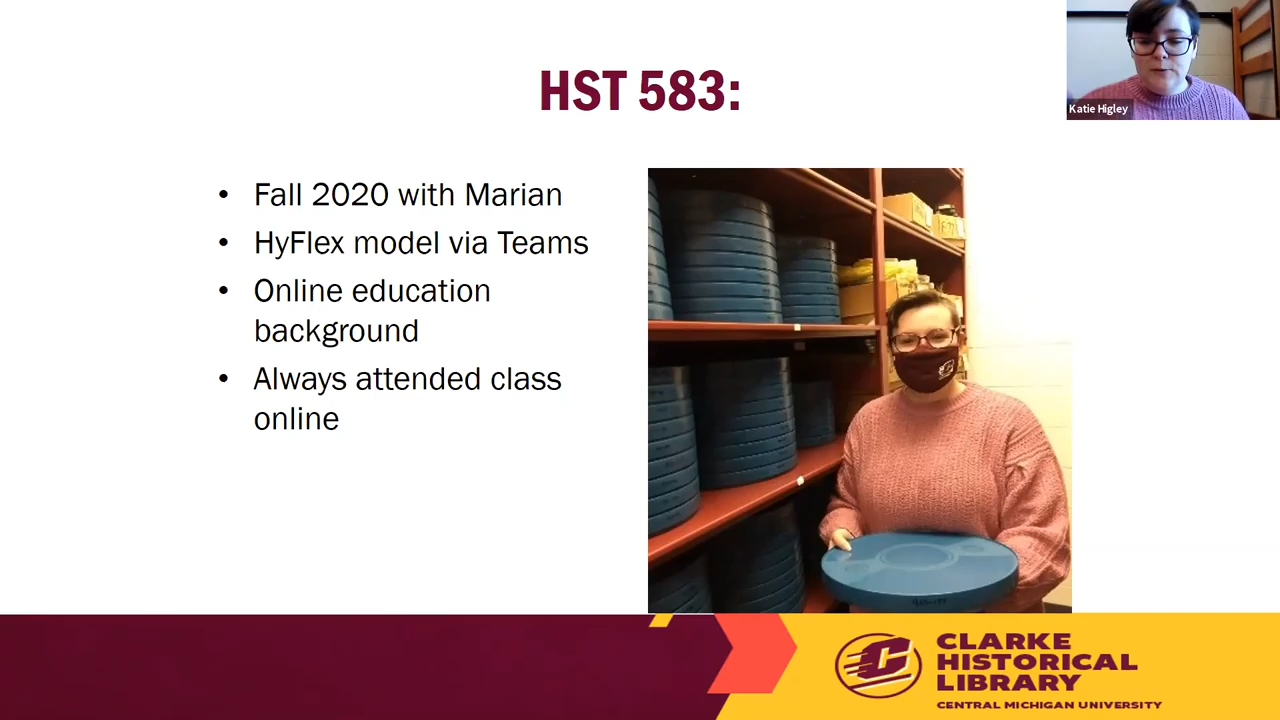 HST 583:
Katie Higley
• Fall 2020 with Marian
• HyFlex model via Teams
• Online education
background
• Always attended class
online
CLARKE
HISTORICAL
LIBRARY
CENTRAL MICHIGAN UNIVERSITY